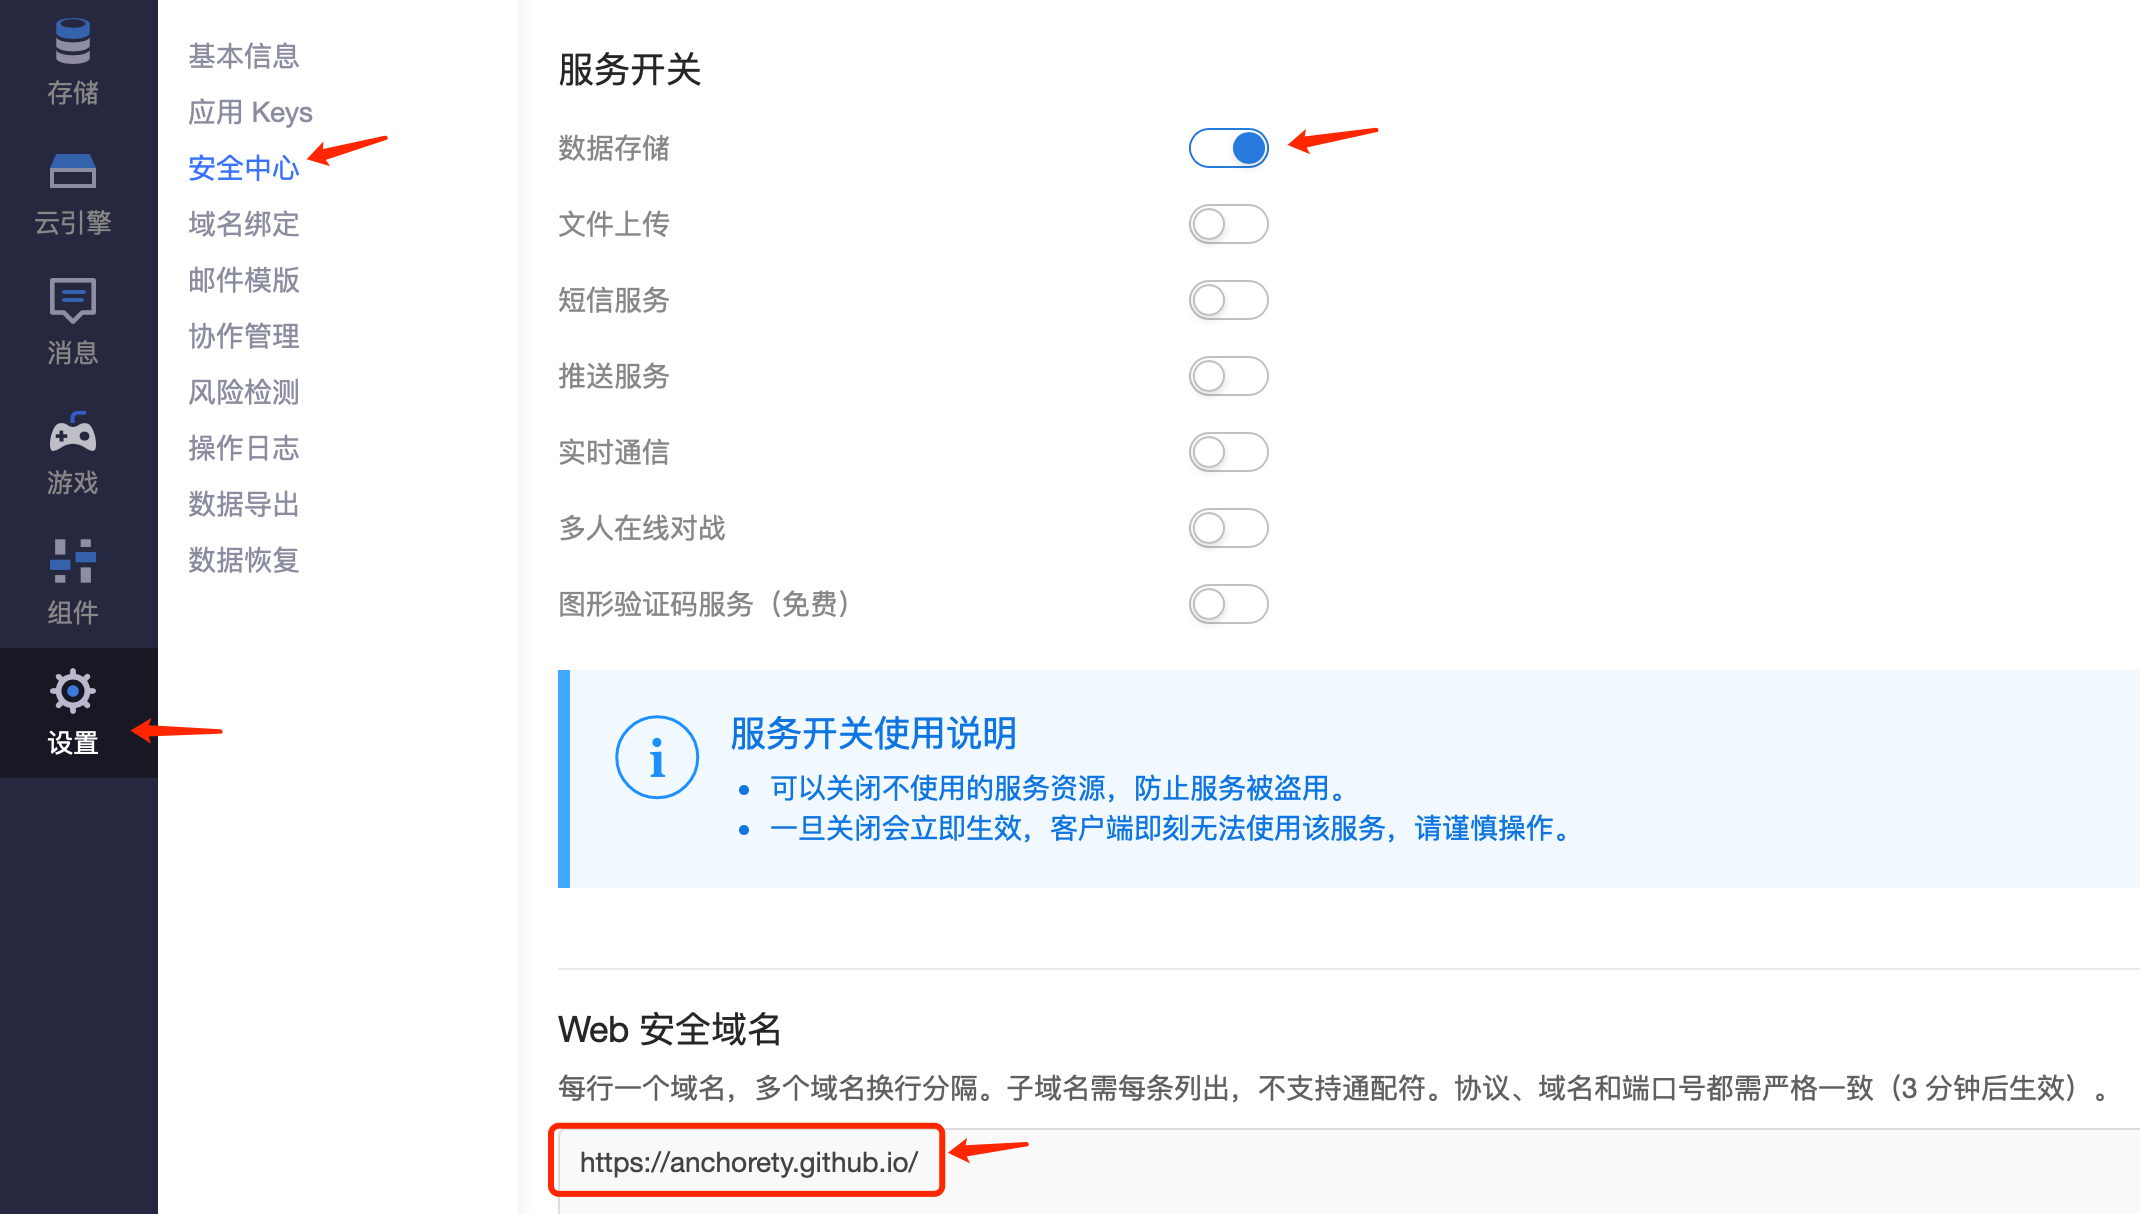 存储
云引擎
消息
游戏
组件
设置
基本信息
应用 Keys
安全中心
域名绑定
邮件模版
协作管理
风险检测
操作日志
数据导出
数据恢复
服务开关
数据存储
文件上传
短信服务
推送服务
实时通信
多人在线对战
图形验证码服务（免费）
服务开关使用说明
可以关闭不使用的服务资源，防止服务被盗用。
一旦关闭会立即生效，客户端即刻无法使用该服务，请谨慎操作。
Web 安全域名
每行一个域名，多个域名换行分隔。子域名需每条列出，不支持通配符。协议、域名和端口号都需严格一致（3 分钟后生效）。
https://anchorety.github.io/